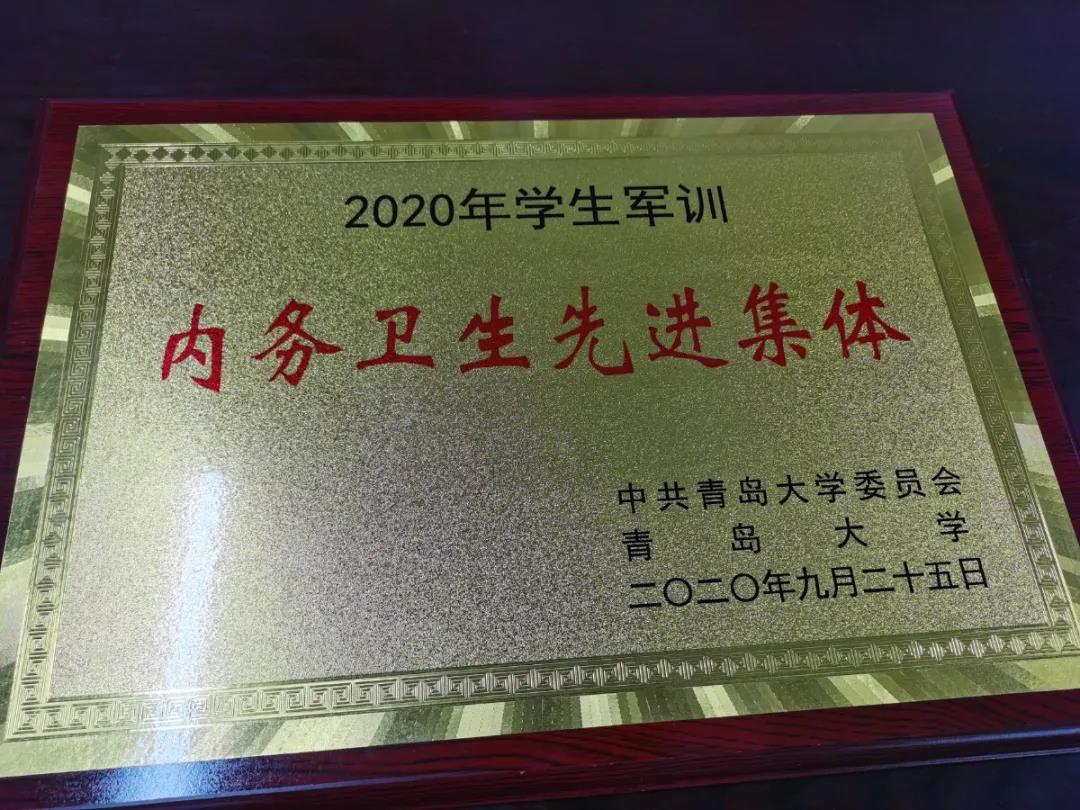 2020年学生军训
内务卫生先进集体
中共青岛大学委员会
青岛大学
二〇二〇年九月二十五日